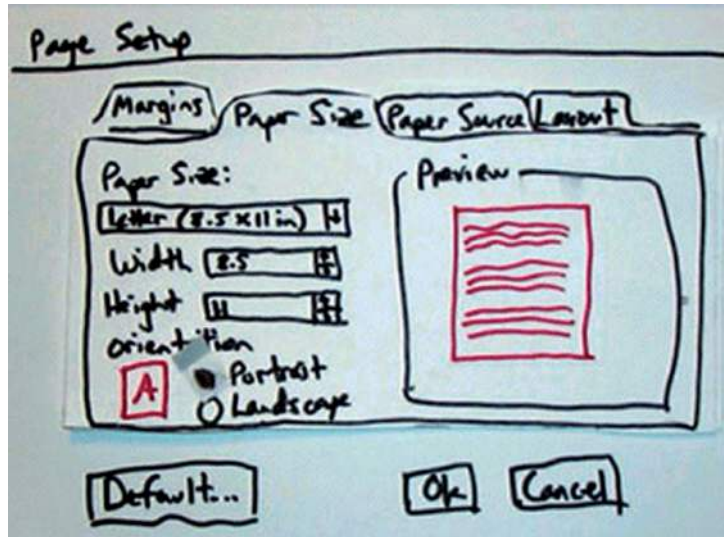 Page Setup
Margins Paper Size Paper Source Layout
Paper Size:
Letter (8.5 x 11 in)
Width 8.5
Height 11
orientation
A
Portrait
Landscape
Preview
Default... Ok Cancel